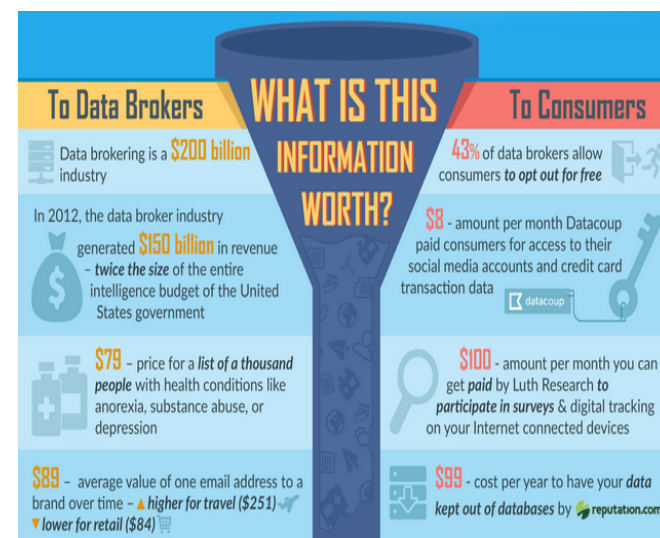 WHAT IS THIS
INFORMATION
WORTH?
To Data Brokers
Data brokering is a $200 billion
industry
In 2012, the data broker industry
generated $150 billion in revenue
– twice the size of the entire
intelligence budget of the United
States government
$79 – price for a list of a thousand
people with health conditions like
anorexia, substance abuse, or
depression
$89 – average value of one email address to a
brand over time – ▲ higher for travel ($251)
▼ lower for retail ($84)
To Consumers
43% of data brokers allow
consumers to opt out for free
$8 - amount per month Datacoup
paid consumers for access to their
social media accounts and credit card
transaction data
datacoup
$100 - amount per month you can
get paid by Luth Research to
participate in surveys & digital tracking
on your Internet connected devices
$99 - cost per year to have your data
kept out of databases by reputation.com